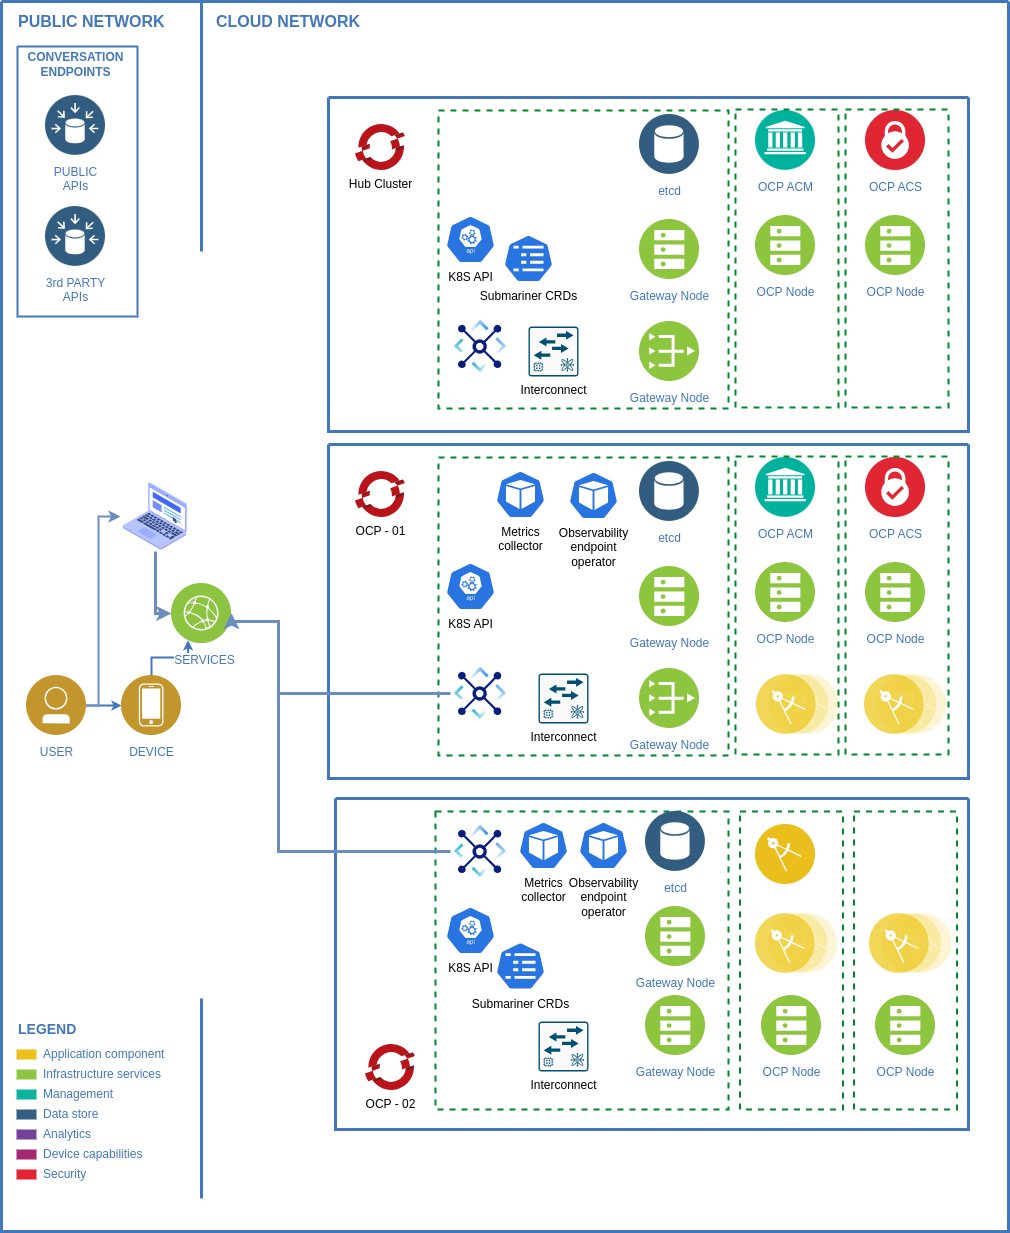 PUBLIC NETWORK
CLOUD NETWORK
CONVERSATION
ENDPOINTS
PUBLIC
APIs
3rd PARTY
APIs
Hub Cluster
etcd
OCP ACM
OCP ACS
api
K8S API
Submariner CRDs
Gateway Node
OCP Node
OCP Node
Interconnect
Gateway Node
OCP - 01
Metrics
collector
Observability
endpoint
operator
etcd
OCP ACM
OCP ACS
api
K8S API
Gateway Node
OCP Node
OCP Node
Interconnect
Gateway Node
SERVICES
USER
DEVICE
Metrics
collector
Observability
endpoint
operator
etcd
api
K8S API
Submariner CRDs
Gateway Node
Interconnect
Gateway Node
OCP Node
OCP Node
OCP - 02
LEGEND
Application component
Infrastructure services
Management
Data store
Analytics
Device capabilities
Security